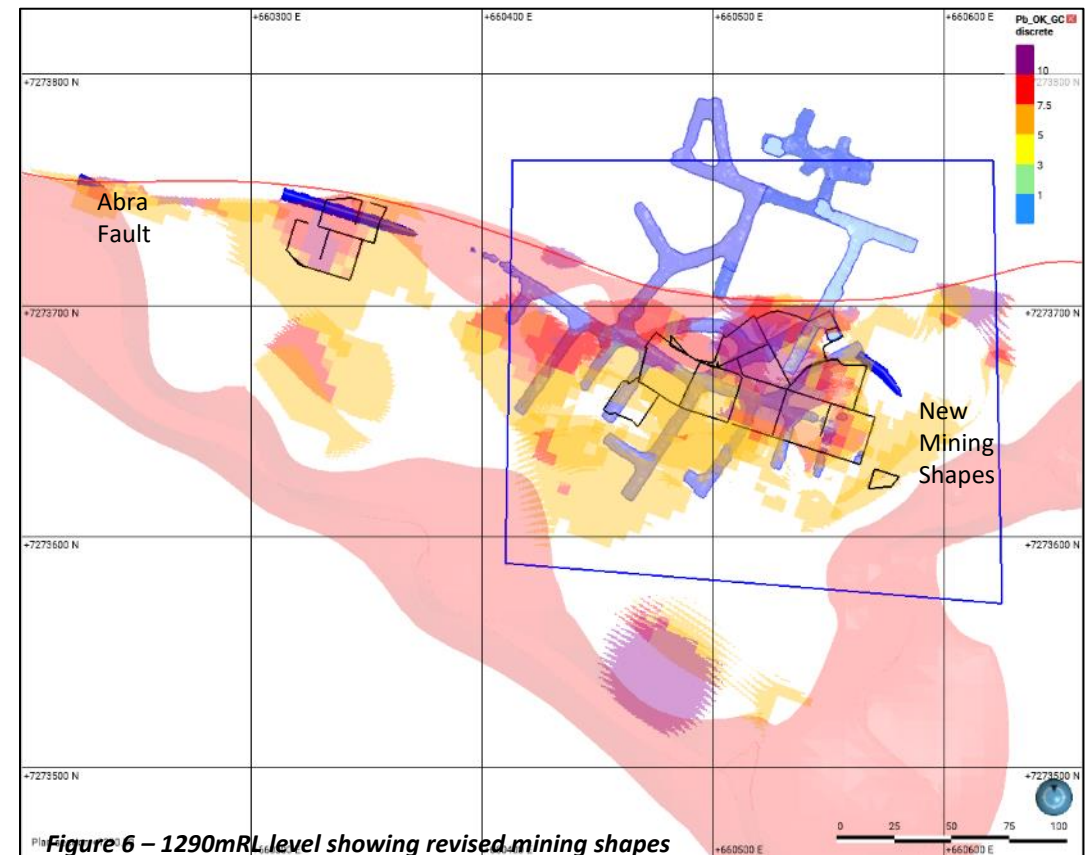 +660300 E
+660400 E
+660500 E
+660600 E
Pb_OK_GC
discrete
10
7.5
5
3
1
+7273800 N
7273800 N
Abra
Fault
+7273700 N
+7273700 N
New
Mining
Shapes
+7273600 N
+7273600 N
+7273500 N
+7273500 N
0 25 50 75 100
Figure 6 – 1290mRL level showing revised mining shapes
+660500 E
+660600 E